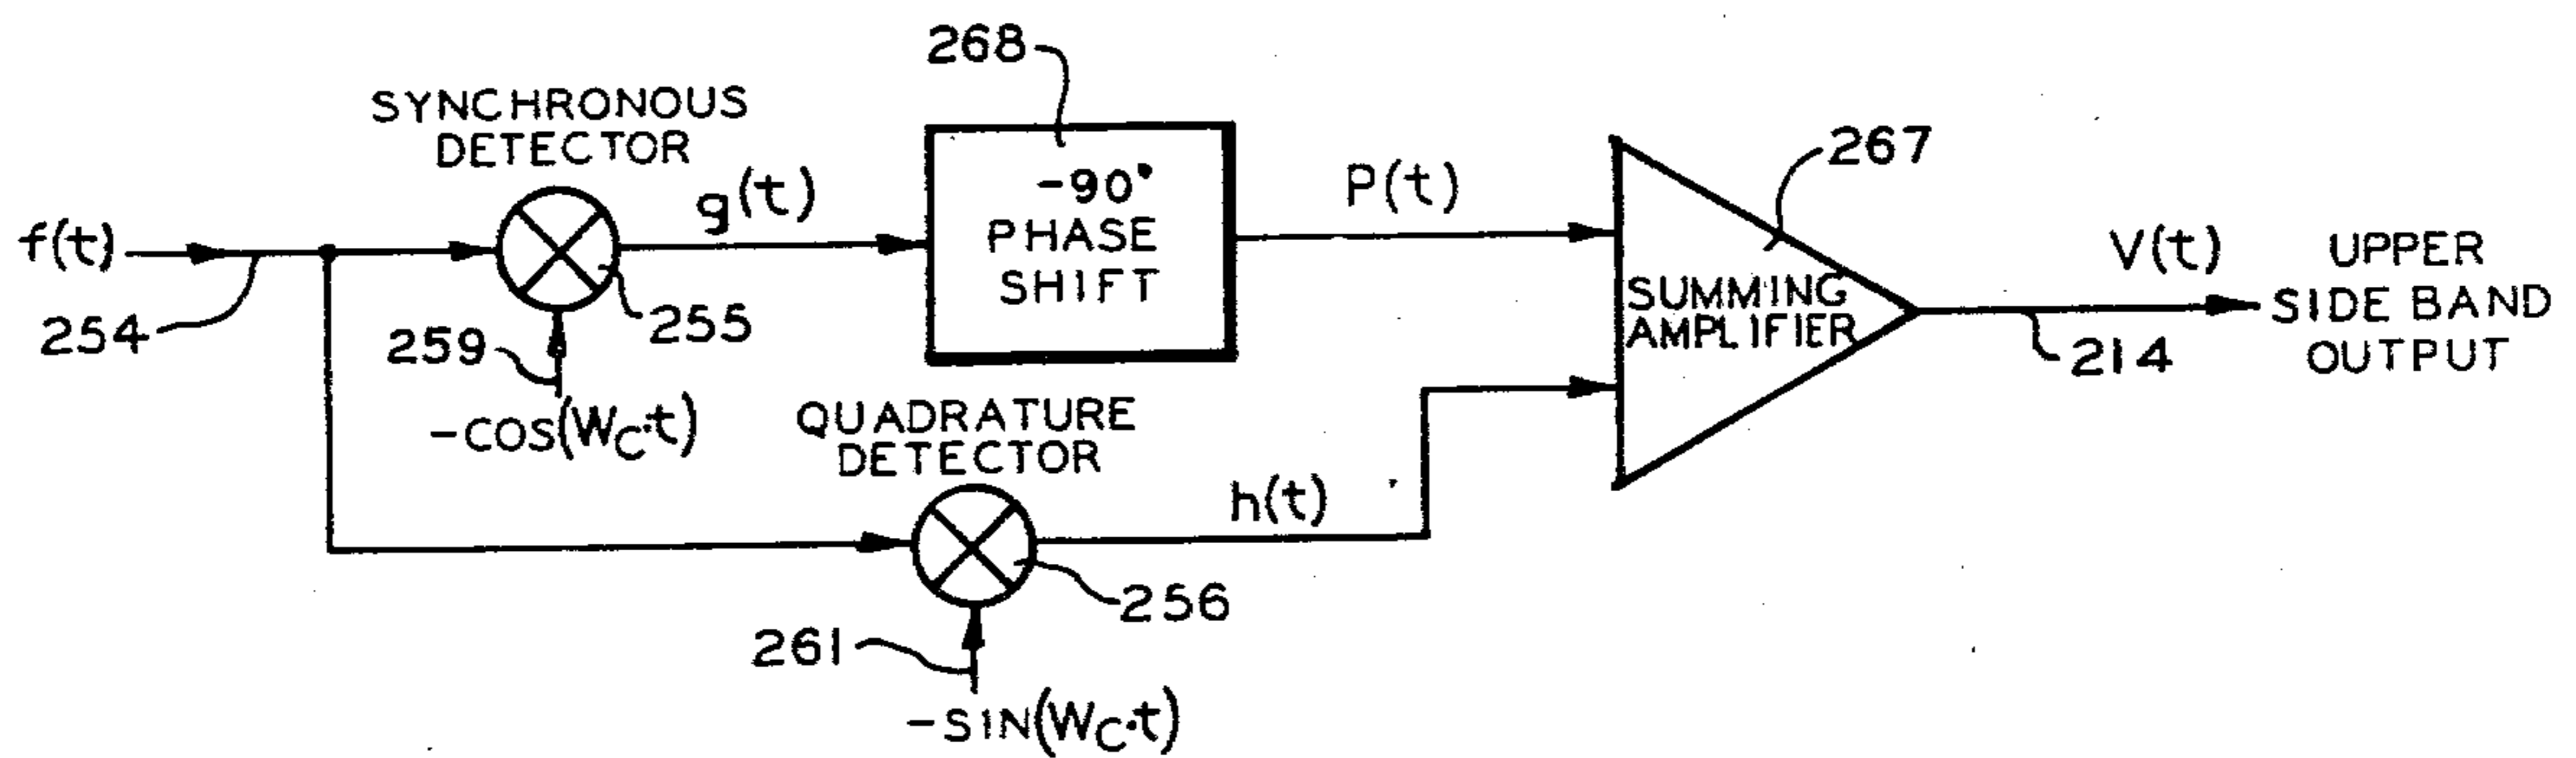 268
SYNCHRONOUS
DETECTOR
f(t)
254
g(t)
255
259
-COS(WC·t)
-90°
PHASE
SHIFT
P(t)
267
SUMMING
AMPLIFIER
V(t)
214
UPPER
SIDE BAND
OUTPUT
QUADRATURE
DETECTOR
h(t)
256
261
-SIN(WC·t)